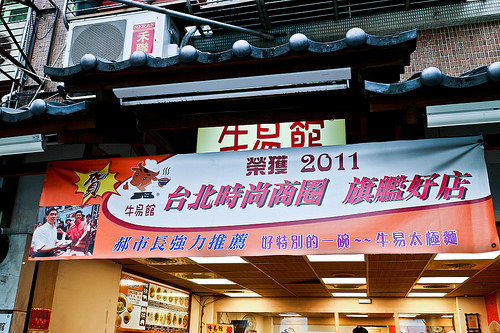 禾聯
牛易館
榮獲 2011
賀
台北時尚商圈 旗艦好店
牛易館
郝市長強力推薦 好特別的一碗~~牛易太極麵